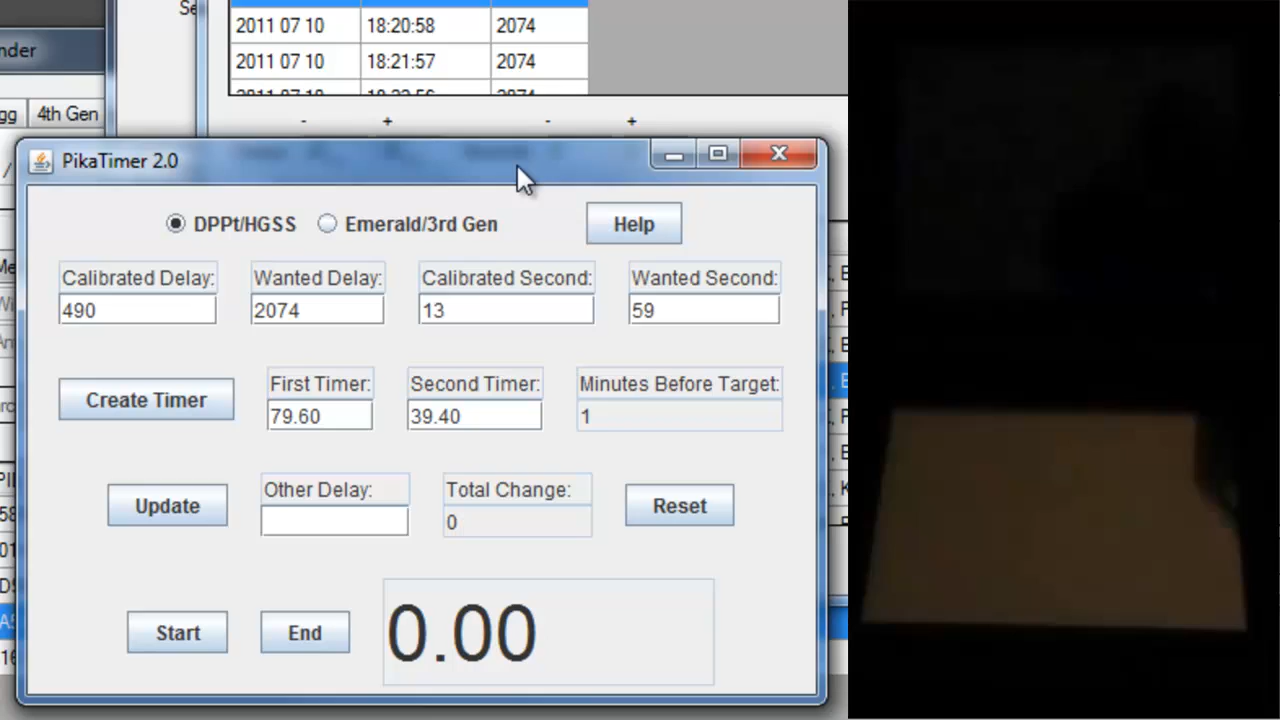 Se
2011 07 10 18:20:58 2074
nder
2011 07 10 18:21:57 2074
gg 4th Gen
- + - +
PikaTimer 2.0
DPPt/HGSS Emerald/3rd Gen Help
Calibrated Delay: Wanted Delay: Calibrated Second: Wanted Second:
490 2074 13 59
First Timer: Second Timer: Minutes Before Target:
Create Timer 79.60 39.40 1
Other Delay: Total Change:
Update 0 Reset
Start End 0.00